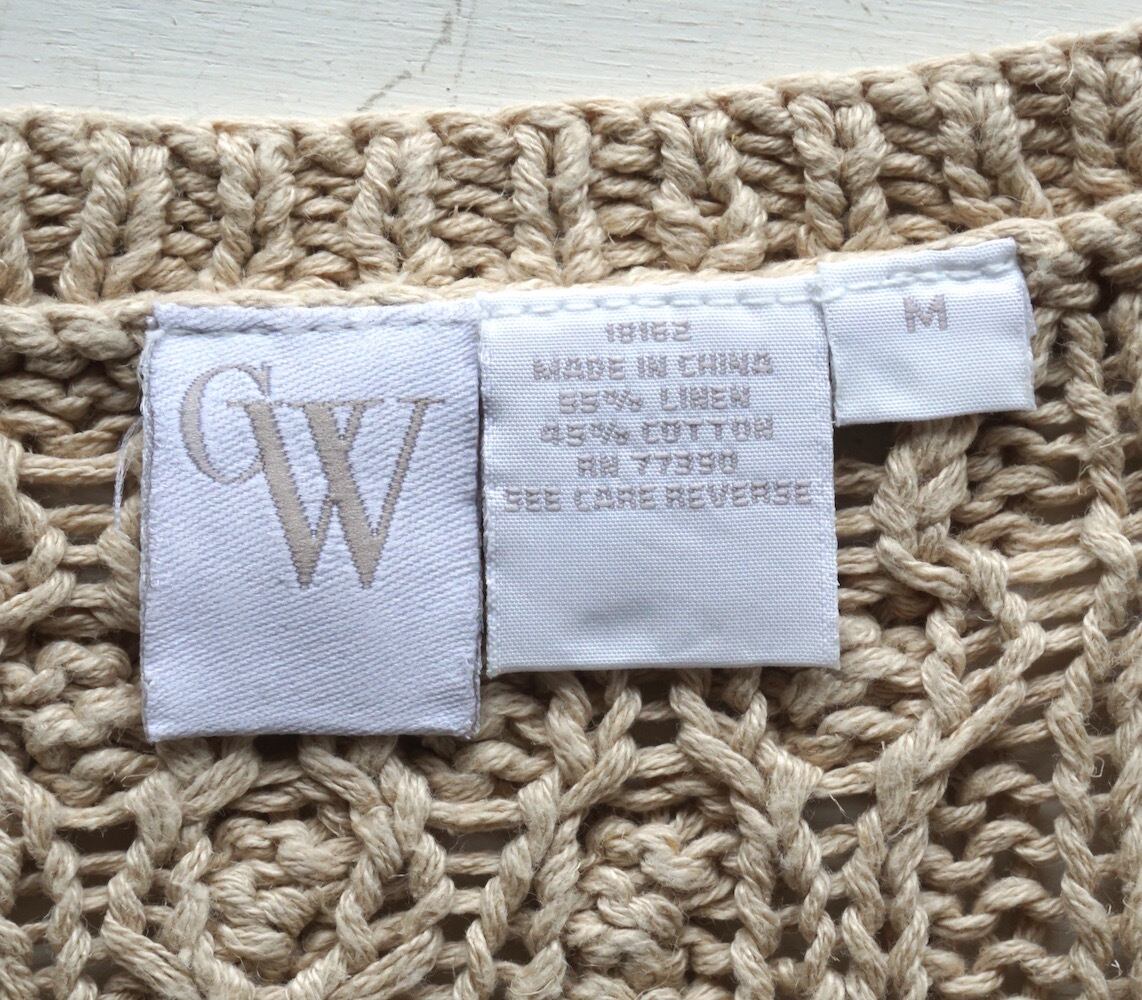 CW
18162
MADE IN CHINA
55% LINEN
45% COTTON
RN 77390
SEE CARE REVERSE
M